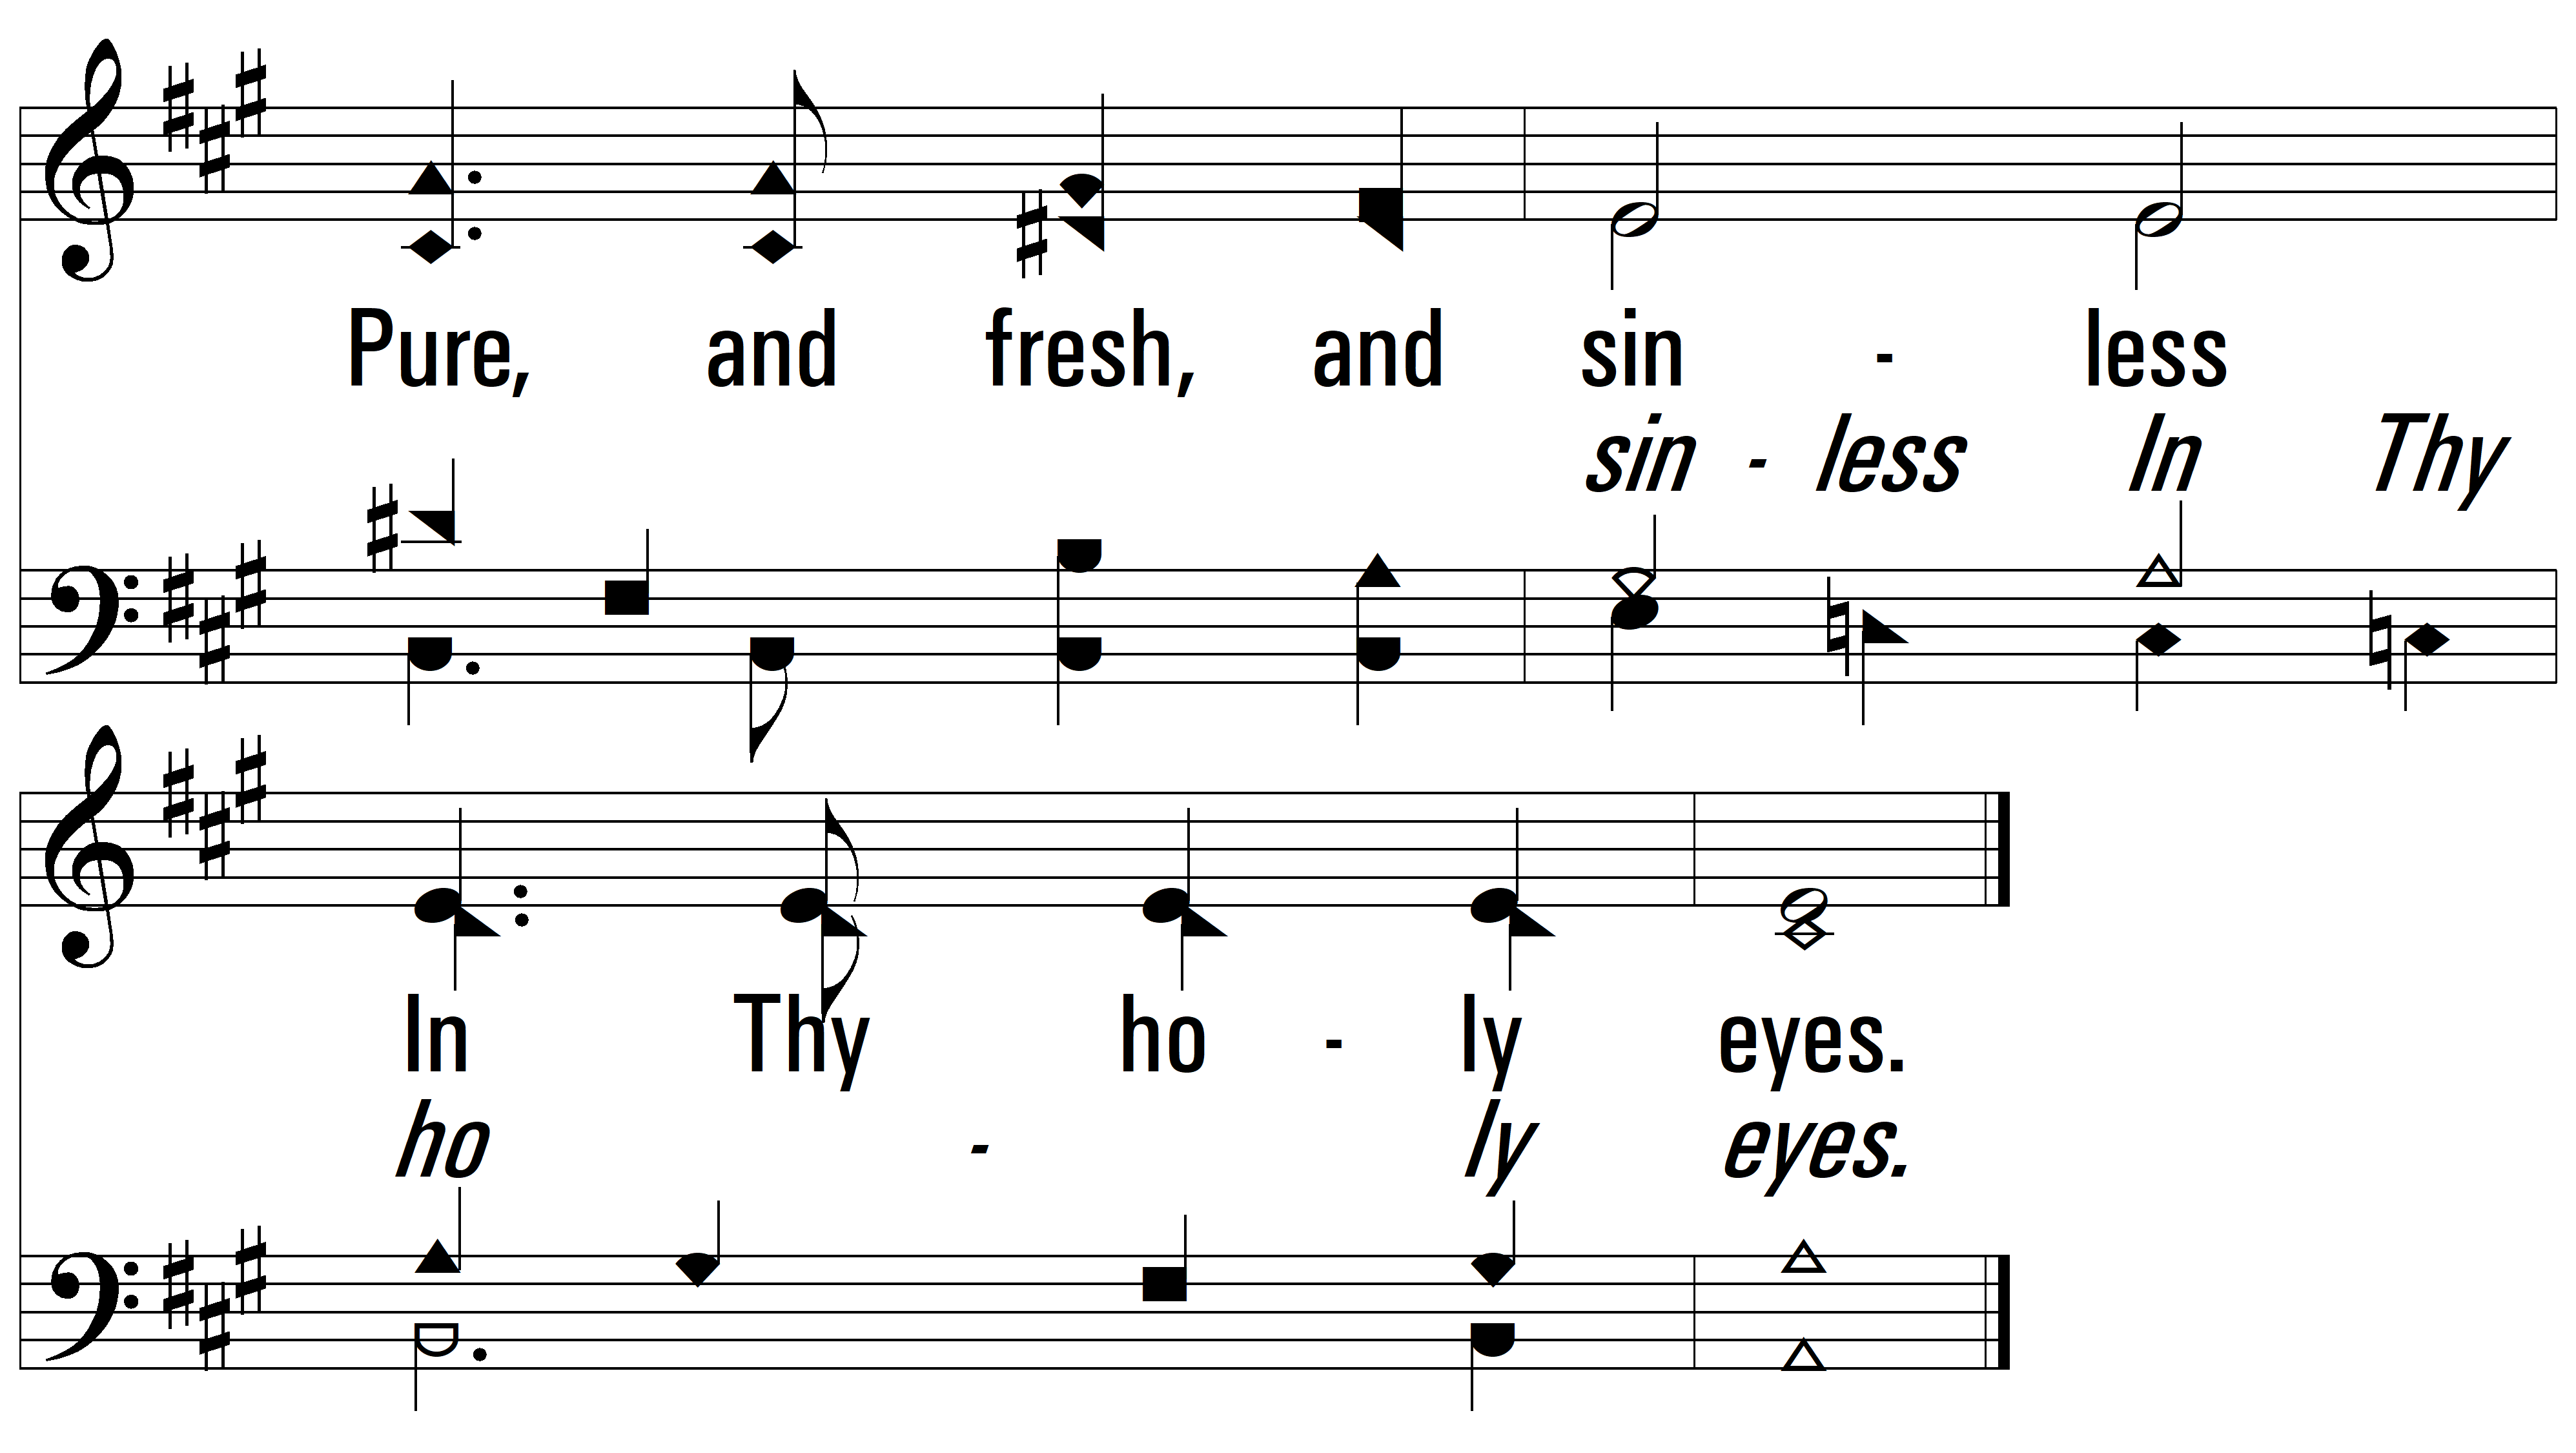 Pure, and fresh, and sin - less
sin - less In Thy
In Thy ho - ly eyes.
ho - ly eyes.